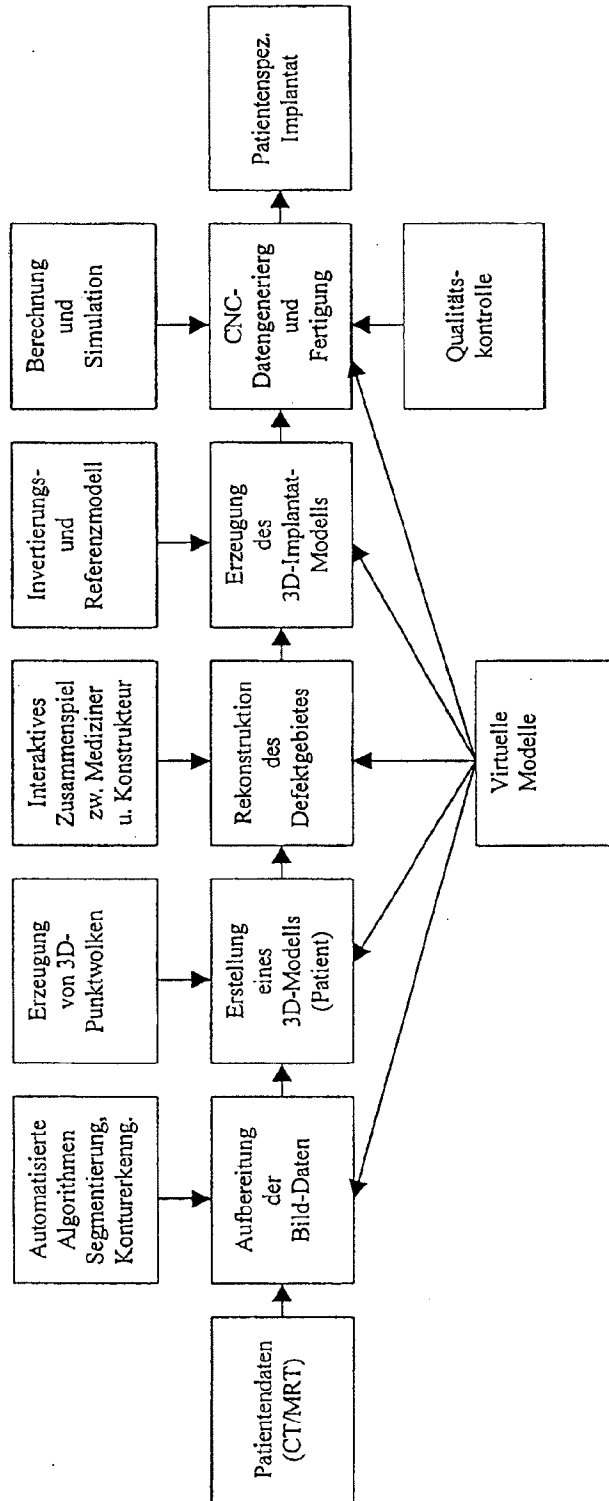 Automatisierte
Algorithmen
Segmentierung,
Konturerkenng.
Erzeugung
von 3D-
Punktwolken
Interaktives
Zusammenspiel
zw. Mediziner
u. Konstrukteur
Invertierungs-
und
Referenzmodell
Berechnung
und
Simulation
Patientendaten
(CT/MRT)
Aufbereitung
der
Bild-Daten
Erstellung
eines
3D-Modells
(Patient)
Rekonstruktion
des
Defektgebietes
Erzeugung
des
3D-Implantat-
Modells
CNC-
Datengenerierg
und
Fertigung
Patientenspez.
Implantat
Virtuelle
Modelle
Qualitäts-
kontrolle